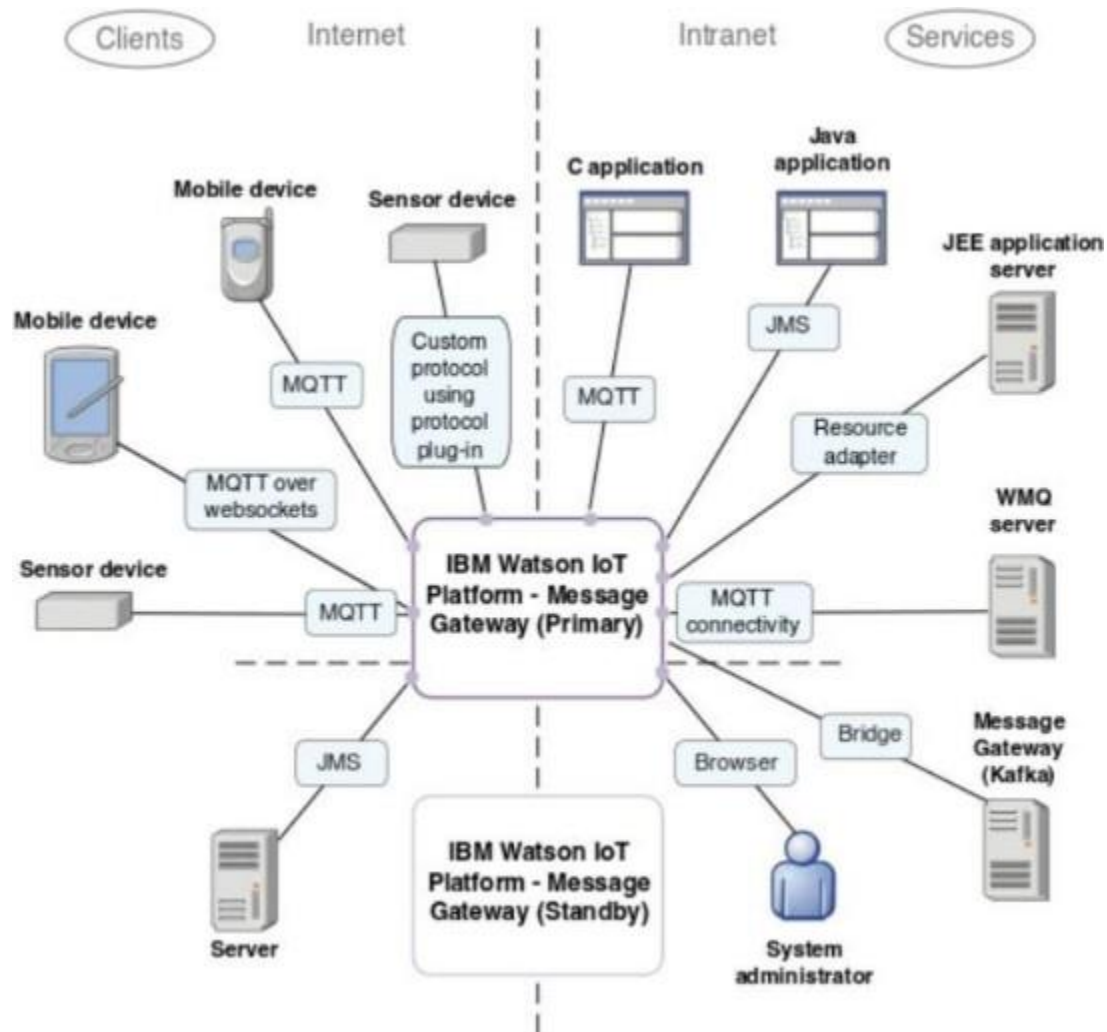 Clients
Internet
Intranet
Services
Mobile device
Sensor device
C application
Java
application
JEE application
server
Mobile device
MQTT
Custom
protocol
using
protocol
plug-in
MQTT
JMS
Resource
adapter
MQTT over
websockets
WMQ
server
Sensor device
MQTT
IBM Watson IoT
Platform - Message
Gateway (Primary)
MQTT
connectivity
JMS
Browser
Bridge
Message
Gateway
(Kafka)
Server
IBM Watson IoT
Platform - Message
Gateway (Standby)
System
administrator